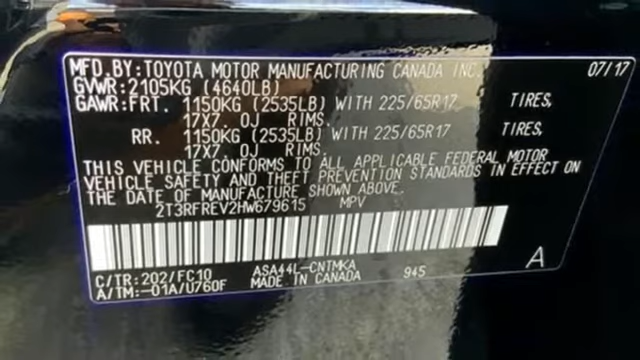 MFD. BY: TOYOTA MOTOR MANUFACTURING CANADA INC. 07/17
GVWR: 2105KG (4640LB)
GAWR: FRT. 1150KG (2535LB) WITH 225/65R17 TIRES,
17X7.0J RIMS.
RR. 1150KG (2535LB) WITH 225/65R17 TIRES,
17X7.0J RIMS.
THIS VEHICLE CONFORMS TO ALL APPLICABLE FEDERAL MOTOR
VEHICLE SAFETY AND THEFT PREVENTION STANDARDS IN EFFECT ON
THE DATE OF MANUFACTURE SHOWN ABOVE.
2T3RFREV2HW679615 MPV
C/TR: 202/FC10 ASA44L-CNTMKA 945 A
A/TM: -01A/U760F MADE IN CANADA